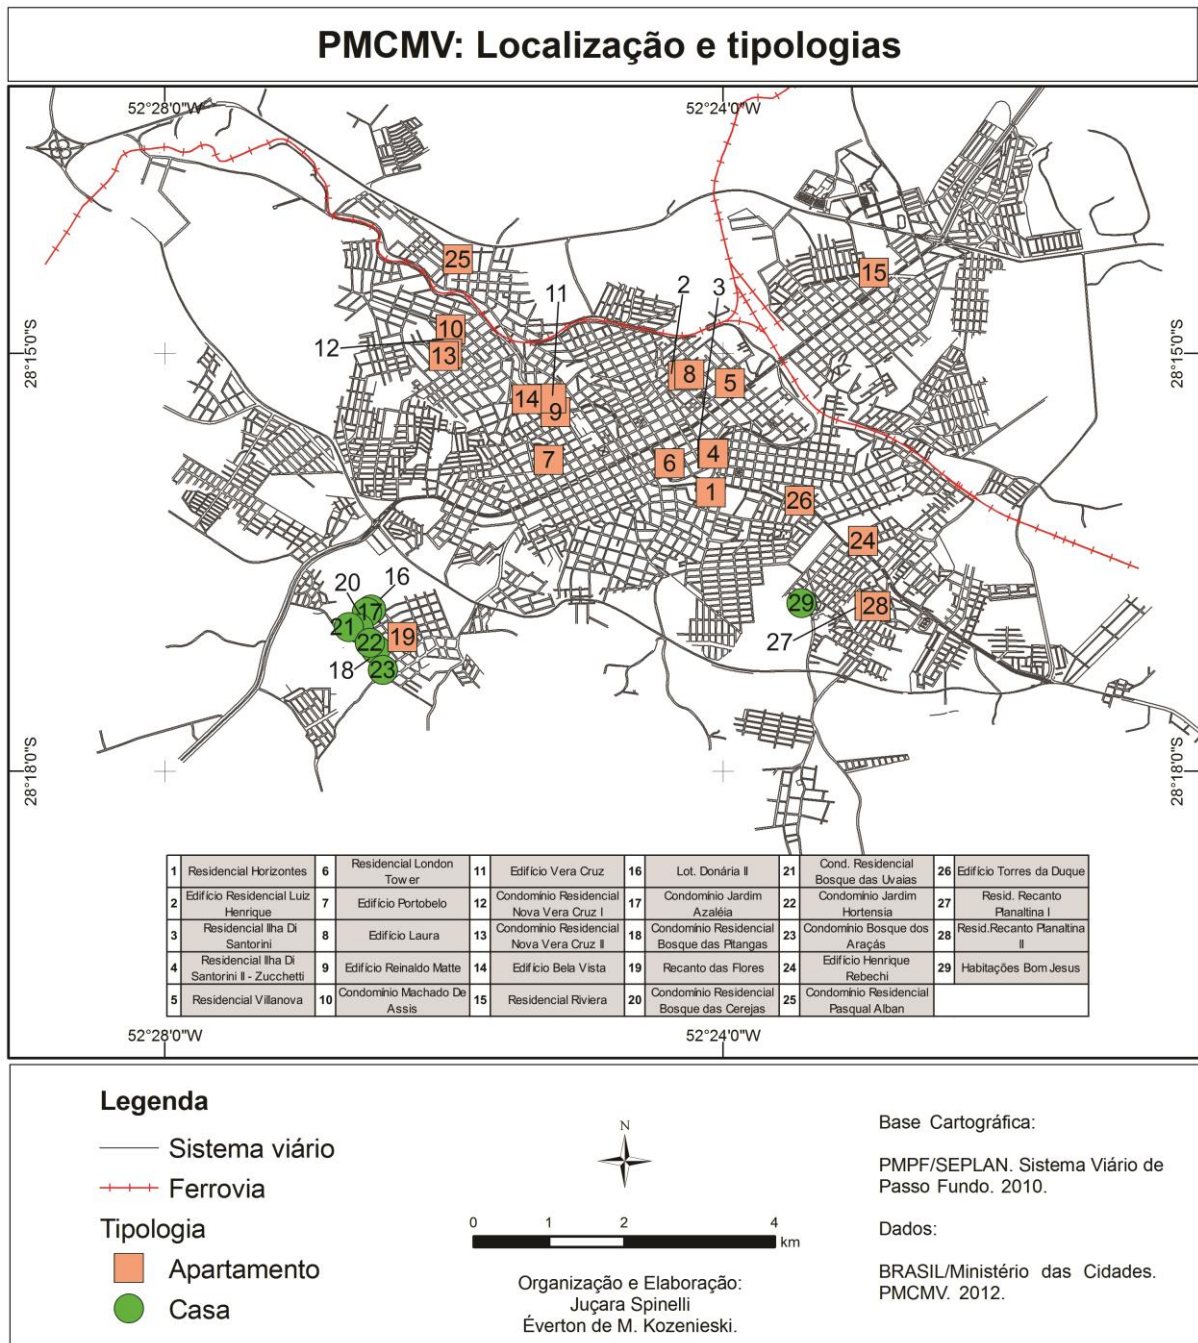 PMCMV: Localização e tipologias
52°28'0"W
52°24'0"W
28°15'0"S
28°15'0"S
25
15
2
3
11
10
12
13
8
5
14
9
7
6
4
1
26
24
20
16
17
21
19
22
18
23
29
28
27
28°18'0"S
28°18'0"S
1 Residencial Horizontes
2 Edifício Residencial Luiz
Henrique
3 Residencial Ilha Di
Santorini
4 Residencial Ilha Di
Santorini II - Zucchetti
5 Residencial Villanova
6 Residencial London
Tower
7 Edifício Portobelo
8 Edifício Laura
9 Edifício Reinaldo Matte
10 Condomínio Machado De
Assis
11 Edifício Vera Cruz
12 Condomínio Residencial
Nova Vera Cruz I
13 Condomínio Residencial
Nova Vera Cruz II
14 Edifício Bela Vista
15 Residencial Riviera
16 Lot. Donária II
17 Condomínio Jardim
Azaléia
18 Condomínio Residencial
Bosque das Pitangas
19 Recanto das Flores
20 Condomínio Residencial
Bosque das Cerejas
21 Cond. Residencial
Bosque das Uvaias
22 Condomínio Jardim
Hortensia
23 Condomínio Bosque dos
Araçás
24 Edifício Henrique
Rebechi
25 Condomínio Residencial
Pasqual Alban
26 Edifício Torres da Duque
27 Resid. Recanto
Planaltina I
28 Resid.Recanto Planaltina
II
29 Habitações Bom Jesus
52°28'0"W
52°24'0"W
Legenda
Sistema viário
Ferrovia
Tipologia
Apartamento
Casa
N
0 1 2 4
km
Organização e Elaboração:
Juçara Spinelli
Éverton de M. Kozenieski.
Base Cartográfica:
PMPF/SEPLAN. Sistema Viário de
Passo Fundo. 2010.
Dados:
BRASIL/Ministério das Cidades.
PMCMV. 2012.